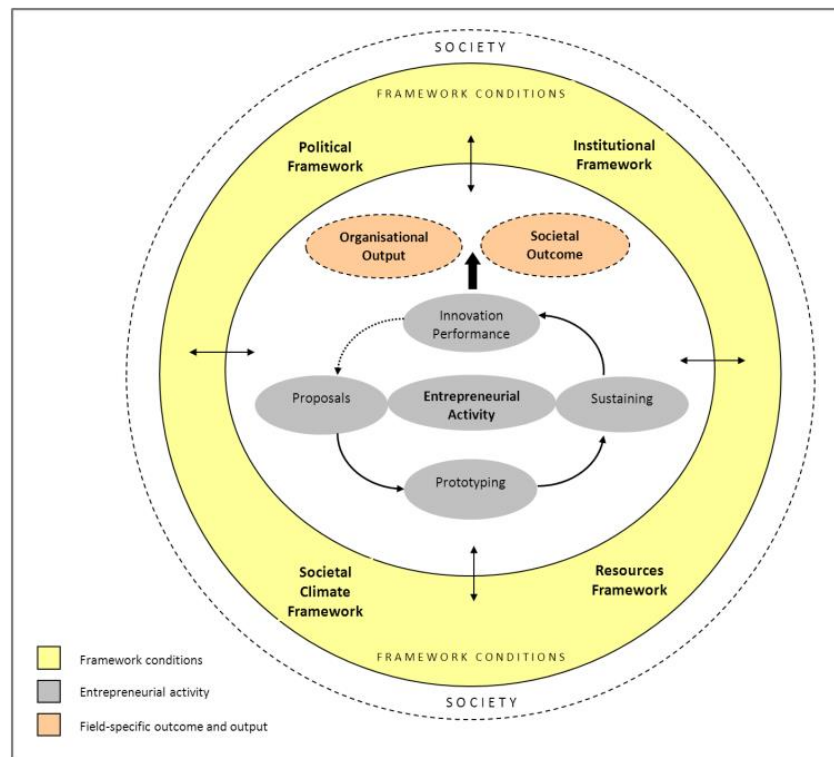 SOCIETY
FRAMEWORK CONDITIONS
Political
Framework
Institutional
Framework
Organisational
Output
Societal
Outcome
Innovation
Performance
Proposals
Entrepreneurial
Activity
Sustaining
Prototyping
Societal
Climate
Framework
Resources
Framework
FRAMEWORK CONDITIONS
SOCIETY
Framework conditions
Entrepreneurial activity
Field-specific outcome and output